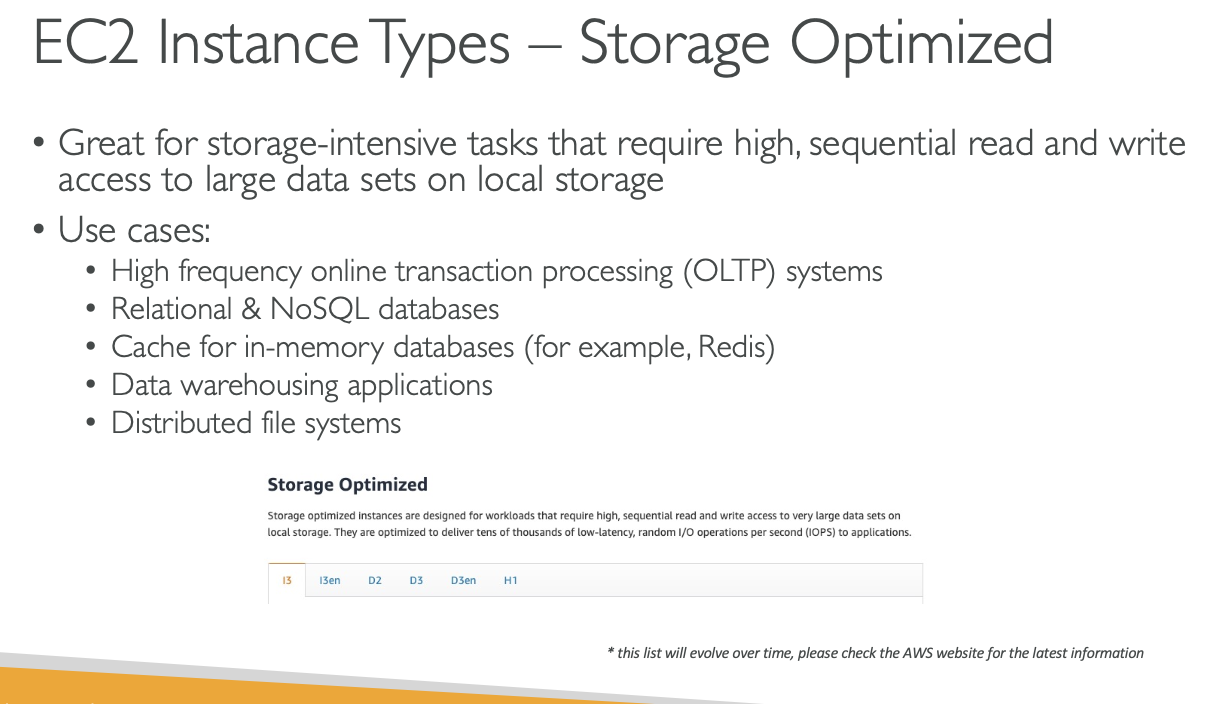 EC2 Instance Types – Storage Optimized
• Great for storage-intensive tasks that require high, sequential read and write
access to large data sets on local storage
• Use cases:
• High frequency online transaction processing (OLTP) systems
• Relational & NoSQL databases
• Cache for in-memory databases (for example, Redis)
• Data warehousing applications
• Distributed file systems
Storage Optimized
Storage optimized instances are designed for workloads that require high, sequential read and write access to very large data sets on
local storage. They are optimized to deliver tens of thousands of low-latency, random I/O operations per second (IOPS) to applications.
I3 I3en D2 D3 D3en H1
* this list will evolve over time, please check the AWS website for the latest information